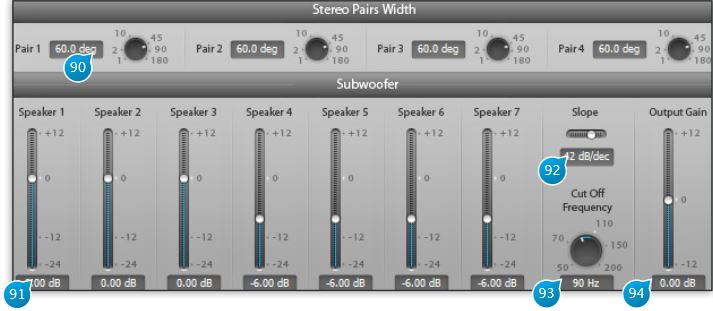 Stereo Pairs Width
Pair 1 60.0 deg 10 45 2 90 1 180 Pair 2 60.0 deg 10 45 2 90 1 180 Pair 3 60.0 deg 10 45 2 90 1 180 Pair 4 60.0 deg 10 45 2 90 1 180
90
Subwoofer
Speaker 1 Speaker 2 Speaker 3 Speaker 4 Speaker 5 Speaker 6 Speaker 7 Slope Output Gain
+12 +12 +12 +12 +12 +12 +12 +12
92 dB/dec
0 0 0 0 0 0 0 Cut Off 0
Frequency
110
-12 -12 -12 -12 -12 -12 -12 70 150
-24 -24 -24 -24 -24 -24 -24 50 200 -12
91 00 dB 0.00 dB 0.00 dB -6.00 dB -6.00 dB -6.00 dB -6.00 dB 93 90 Hz 94 0.00 dB